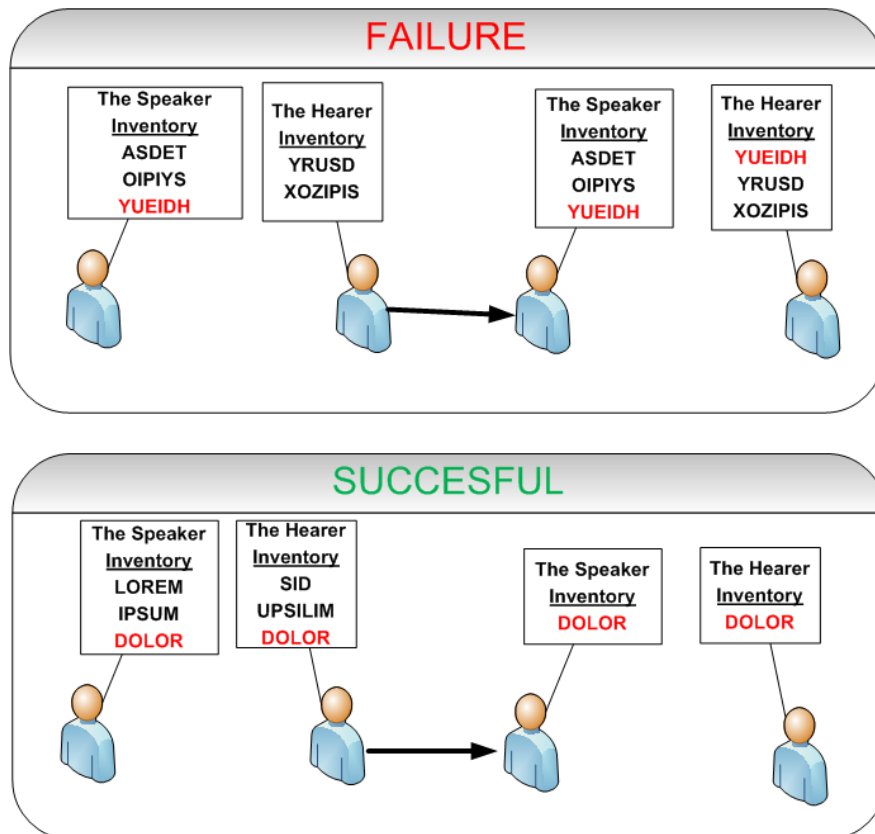 FAILURE
The Speaker
Inventory
ASDET
OIPIYS
YUEIDH
The Hearer
Inventory
YRUSD
XOZIPIS
The Speaker
Inventory
ASDET
OIPIYS
YUEIDH
The Hearer
Inventory
YUEIDH
YRUSD
XOZIPIS
SUCCESFUL
The Speaker
Inventory
LOREM
IPSUM
DOLOR
The Hearer
Inventory
SID
UPSILIM
DOLOR
The Speaker
Inventory
DOLOR
The Hearer
Inventory
DOLOR